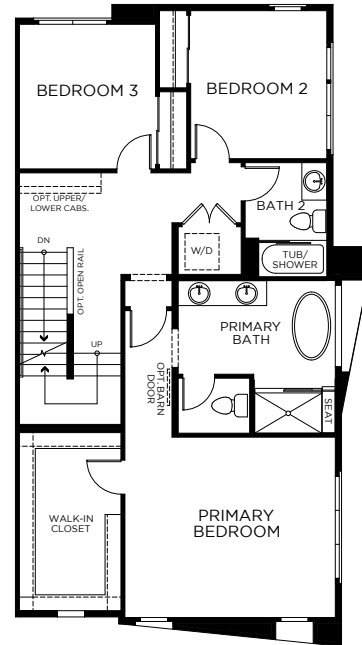 BEDROOM 3
BEDROOM 2
OPT. UPPER/
LOWER CABS.
BATH 2
DN
OPT. OPEN RAIL
W/D
TUB/
SHOWER
UP
PRIMARY
BATH
OPT. BARN
DOOR
SEAT
WALK-IN
CLOSET
PRIMARY
BEDROOM